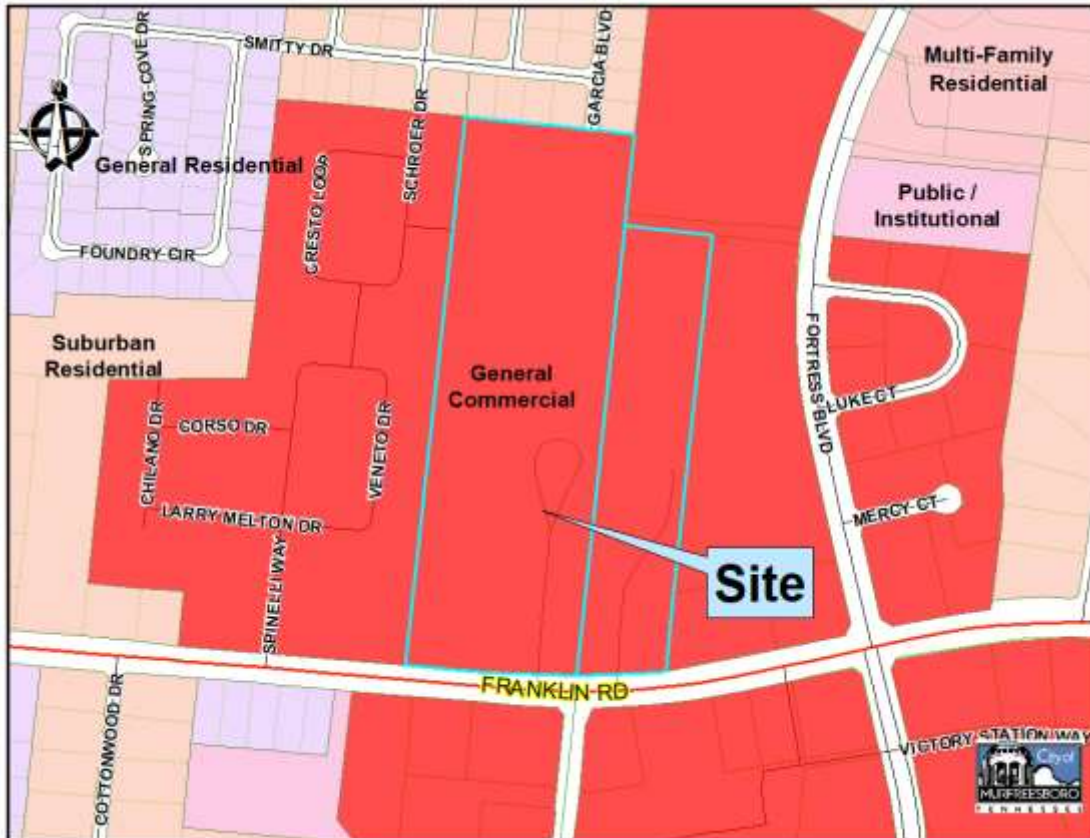 SMITTY DR
SPRING COVE DR
GARCIA BLVD
Multi-Family
Residential
SCHROER DR
General Residential
CRESTO LOOP
Public /
Institutional
FOUNDRY CIR
Suburban
Residential
General
Commercial
FORTRESS BLVD
LUKE CT
CHILANO DR
CORSO DR
VENETO DR
LARRY MELTON DR
MERCY CT
Site
SPINELLI WAY
FRANKLIN RD
COTTONWOOD DR
VICTORY STATION WAY
City of
MURFREESBORO
TENNESSEE